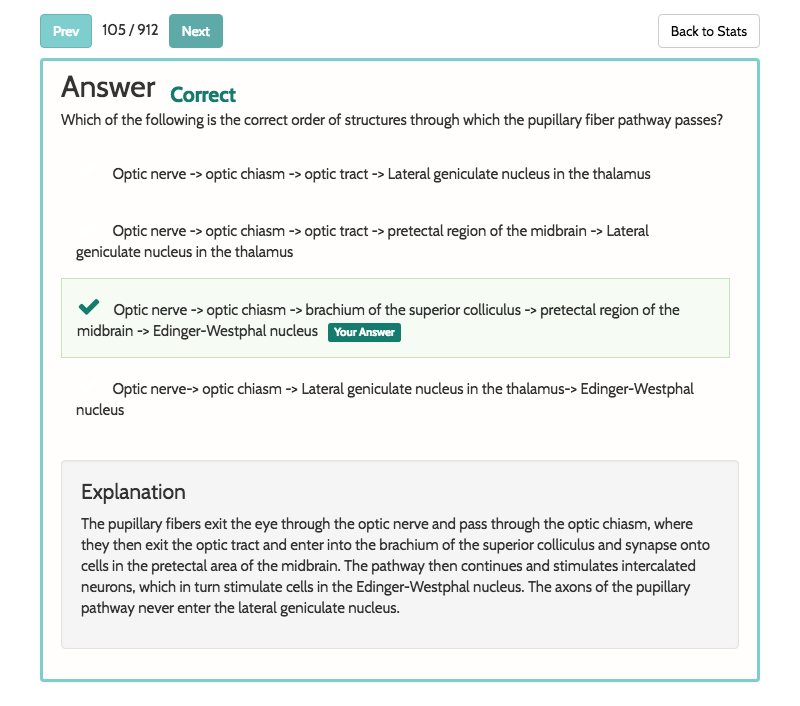 Prev 105 / 912 Next Back to Stats
Answer Correct
Which of the following is the correct order of structures through which the pupillary fiber pathway passes?
Optic nerve -> optic chiasm -> optic tract -> Lateral geniculate nucleus in the thalamus
Optic nerve -> optic chiasm -> optic tract -> pretectal region of the midbrain -> Lateral
geniculate nucleus in the thalamus
Optic nerve -> optic chiasm -> brachium of the superior colliculus -> pretectal region of the
midbrain -> Edinger-Westphal nucleus Your Answer
Optic nerve-> optic chiasm -> Lateral geniculate nucleus in the thalamus-> Edinger-Westphal
nucleus
Explanation
The pupillary fibers exit the eye through the optic nerve and pass through the optic chiasm, where
they then exit the optic tract and enter into the brachium of the superior colliculus and synapse onto
cells in the pretectal area of the midbrain. The pathway then continues and stimulates intercalated
neurons, which in turn stimulate cells in the Edinger-Westphal nucleus. The axons of the pupillary
pathway never enter the lateral geniculate nucleus.